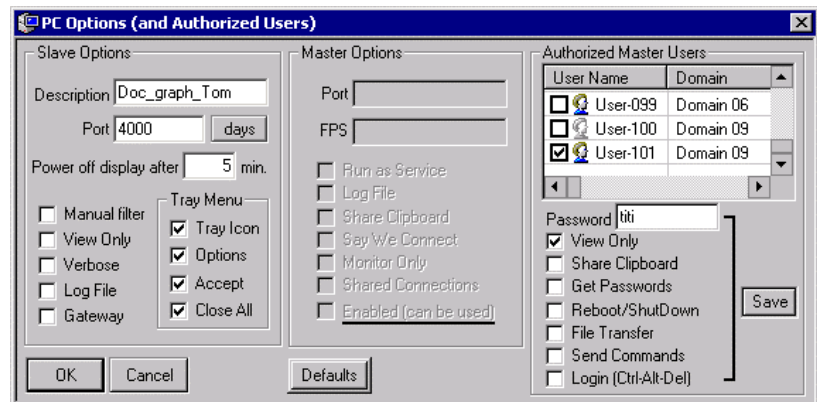 PC Options (and Authorized Users)
Slave Options
Description Doc_graph_Tom
Port 4000 days
Power off display after 5 min.
Manual filter
View Only
Verbose
Log File
Gateway
Tray Menu
Tray Icon
Options
Accept
Close All
Master Options
Port
FPS
Run as Service
Log File
Share Clipboard
Say We Connect
Monitor Only
Shared Connections
Enabled (can be used)
Authorized Master Users
User Name Domain
User-099 Domain 06
User-100 Domain 09
User-101 Domain 09
Password titi
View Only
Share Clipboard
Get Passwords
Reboot/ShutDown
File Transfer
Send Commands
Login (Ctrl-Alt-Del)
Save
OK Cancel Defaults